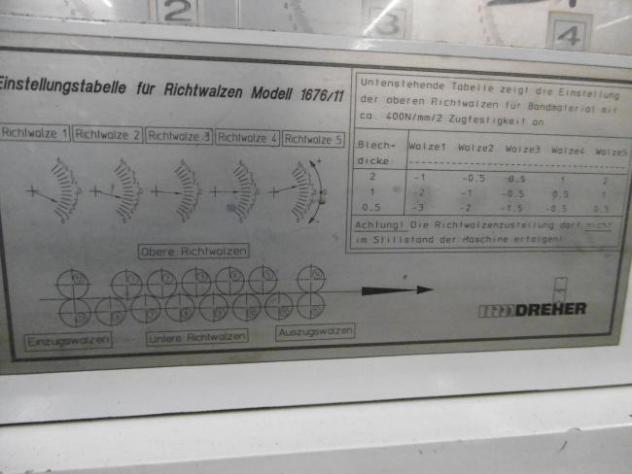 2
3
4
Einstellungstabelle für Richtwalzen Modell 1676/11
Richtwalze 1 Richtwalze 2 Richtwalze 3 Richtwalze 4 Richtwalze 5
Obere Richtwalzen
Einzugswalzen
Untere Richtwalzen
Auszugswalzen
Untenstehende Tabelle zeigt die Einstellung
der oberen Richtwalzen für Bandmaterial mit
ca. 400N/mm/2 Zugfestigkeit an
Blech-dicke Walze1 Walze2 Walze3 Walze4 Walze5
2 -1 -0.5 0.5 1 2
1 -2 -1 -0.5 0.5 1
0.5 -3 -2 -1.5 -0.5 0.5
Achtung! Die Richtwalzenzustellung darf nicht
im Stillstand der Maschine erfolgen!
DREHER